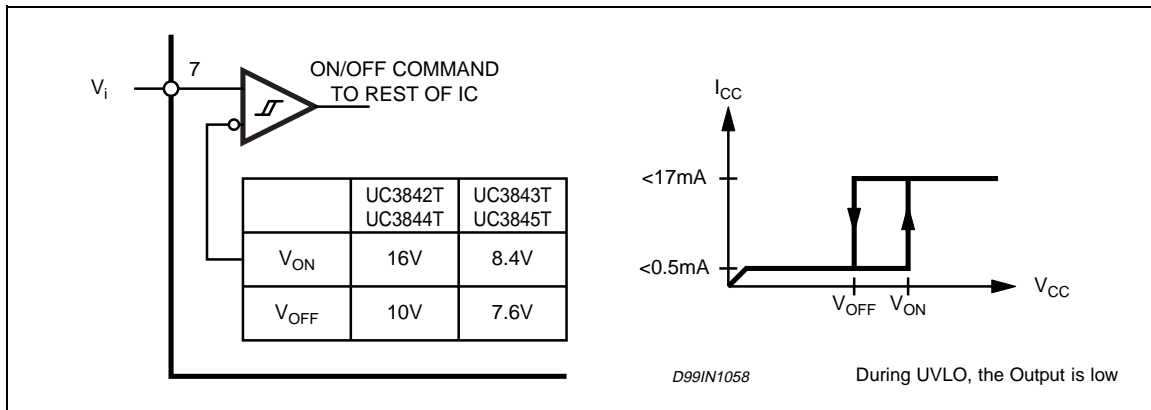 7
V_i
ON/OFF COMMAND
TO REST OF IC
UC3842T UC3843T
UC3844T UC3845T
V_ON 16V 8.4V
V_OFF 10V 7.6V
I_CC
<17mA
<0.5mA
V_OFF V_ON
V_CC
D99IN1058
During UVLO, the Output is low